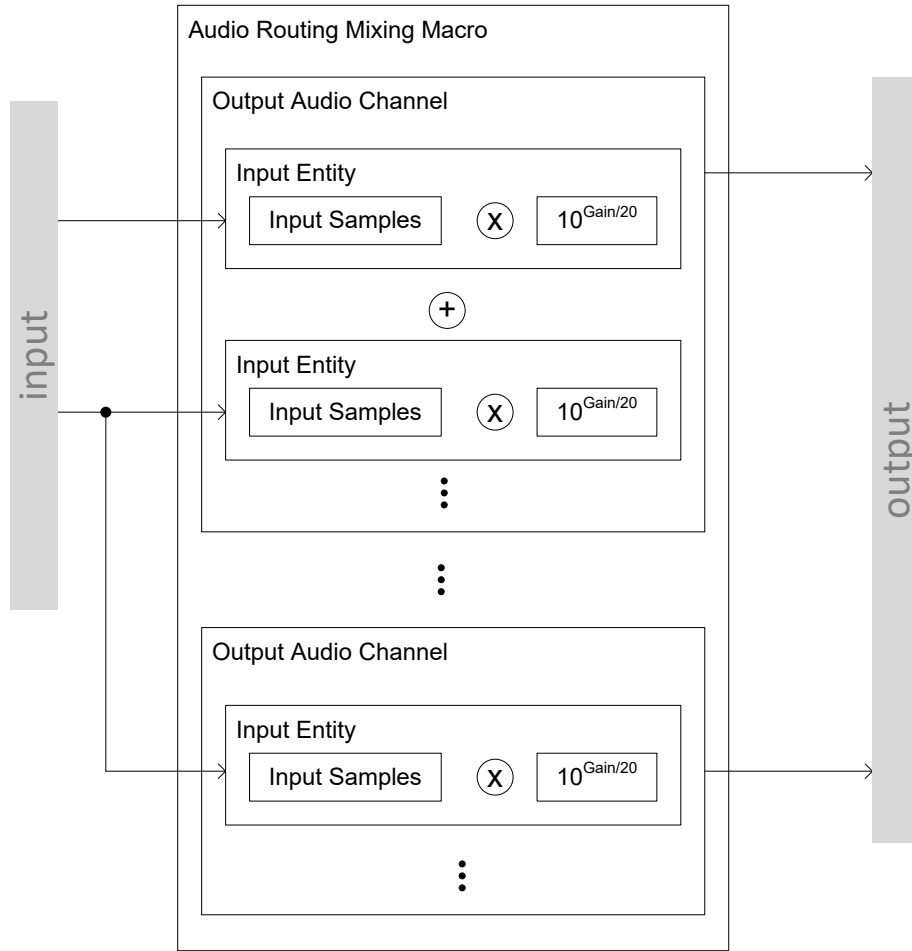 Audio Routing Mixing Macro
Output Audio Channel
Input Entity
Input Samples X 10^Gain/20
+
Input Entity
Input Samples X 10^Gain/20
input
output
Output Audio Channel
Input Entity
Input Samples X 10^Gain/20